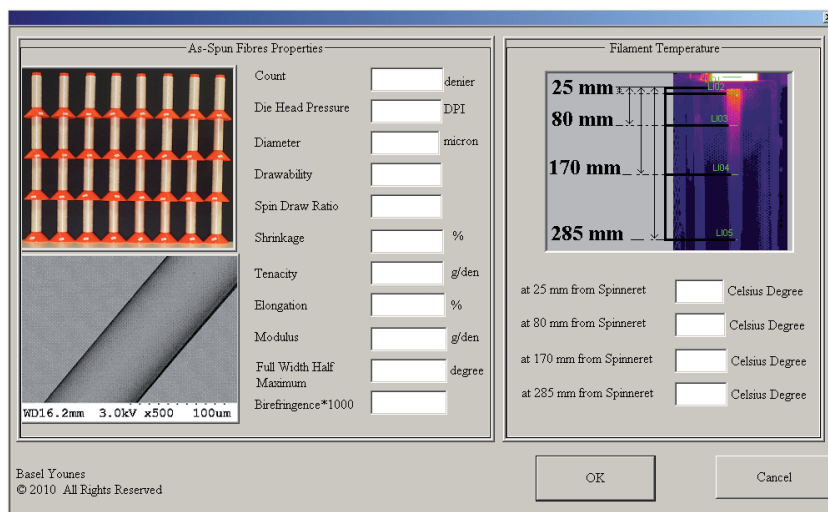 As-Spun Fibres Properties
Count denier
Die Head Pressure DPI
Diameter micron
Drawability
Spin Draw Ratio
Shrinkage %
Tenacity g/den
Elongation %
Modulus g/den
Full Width Half
Maximum degree
Birefringence*1000
WD16.2mm 3.0kV x500 100um
Filament Temperature
LI02
25 mm
LI03
80 mm
LI04
170 mm
LI05
285 mm
at 25 mm from Spinneret Celsius Degree
at 80 mm from Spinneret Celsius Degree
at 170 mm from Spinneret Celsius Degree
at 285 mm from Spinneret Celsius Degree
Basel Younes
© 2010 All Rights Reserved
OK
Cancel